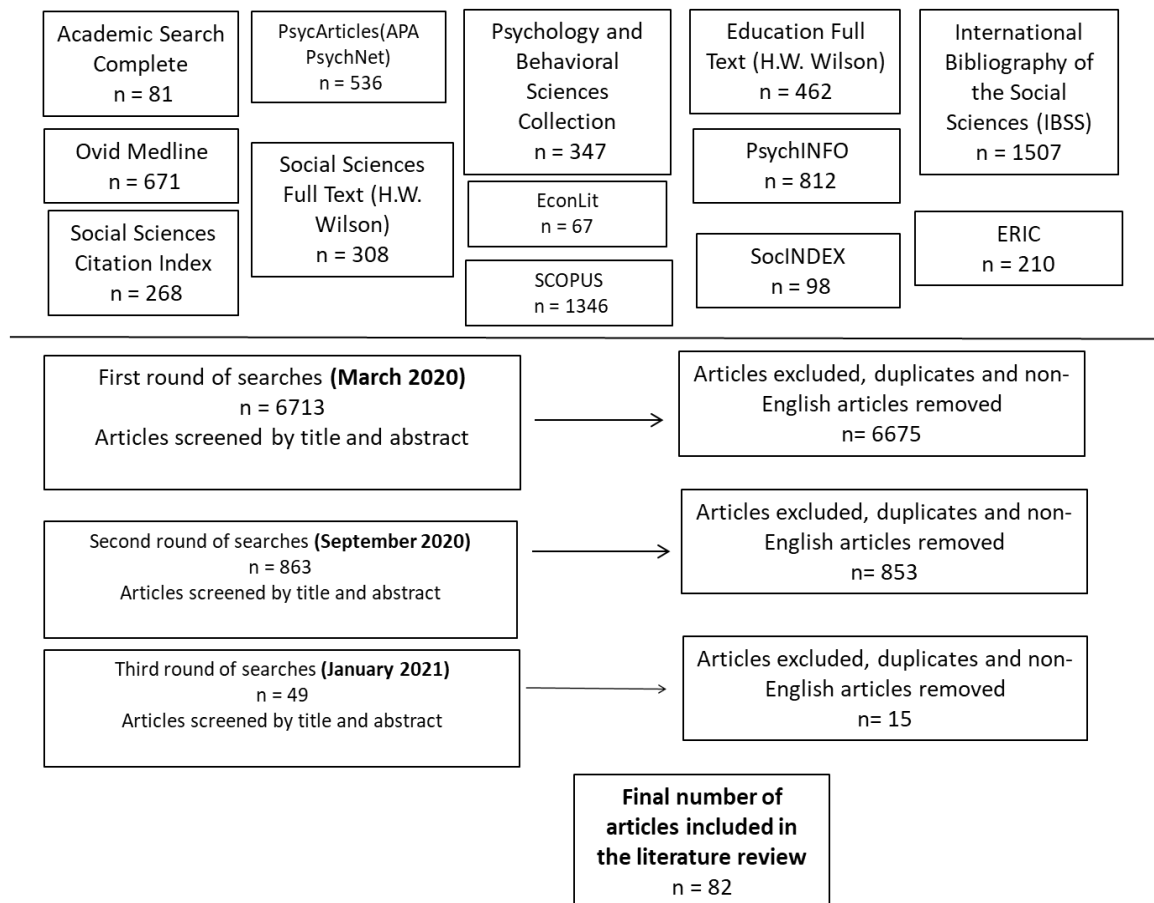 Academic Search
Complete
n = 81
Ovid Medline
n = 671
Social Sciences
Citation Index
n = 268
PsycArticles(APA
PsychNet)
n = 536
Social Sciences
Full Text (H.W.
Wilson)
n = 308
Psychology and
Behavioral
Sciences
Collection
n = 347
EconLit
n = 67
SCOPUS
n = 1346
Education Full
Text (H.W. Wilson)
n = 462
PsychINFO
n = 812
SocINDEX
n = 98
International
Bibliography of
the Social
Sciences (IBSS)
n = 1507
ERIC
n = 210
First round of searches (March 2020)
n = 6713
Articles screened by title and abstract
Articles excluded, duplicates and non-
English articles removed
n= 6675
Second round of searches (September 2020)
n = 863
Articles screened by title and abstract
Articles excluded, duplicates and non-
English articles removed
n= 853
Third round of searches (January 2021)
n = 49
Articles screened by title and abstract
Articles excluded, duplicates and non-
English articles removed
n= 15
Final number of
articles included in
the literature review
n = 82